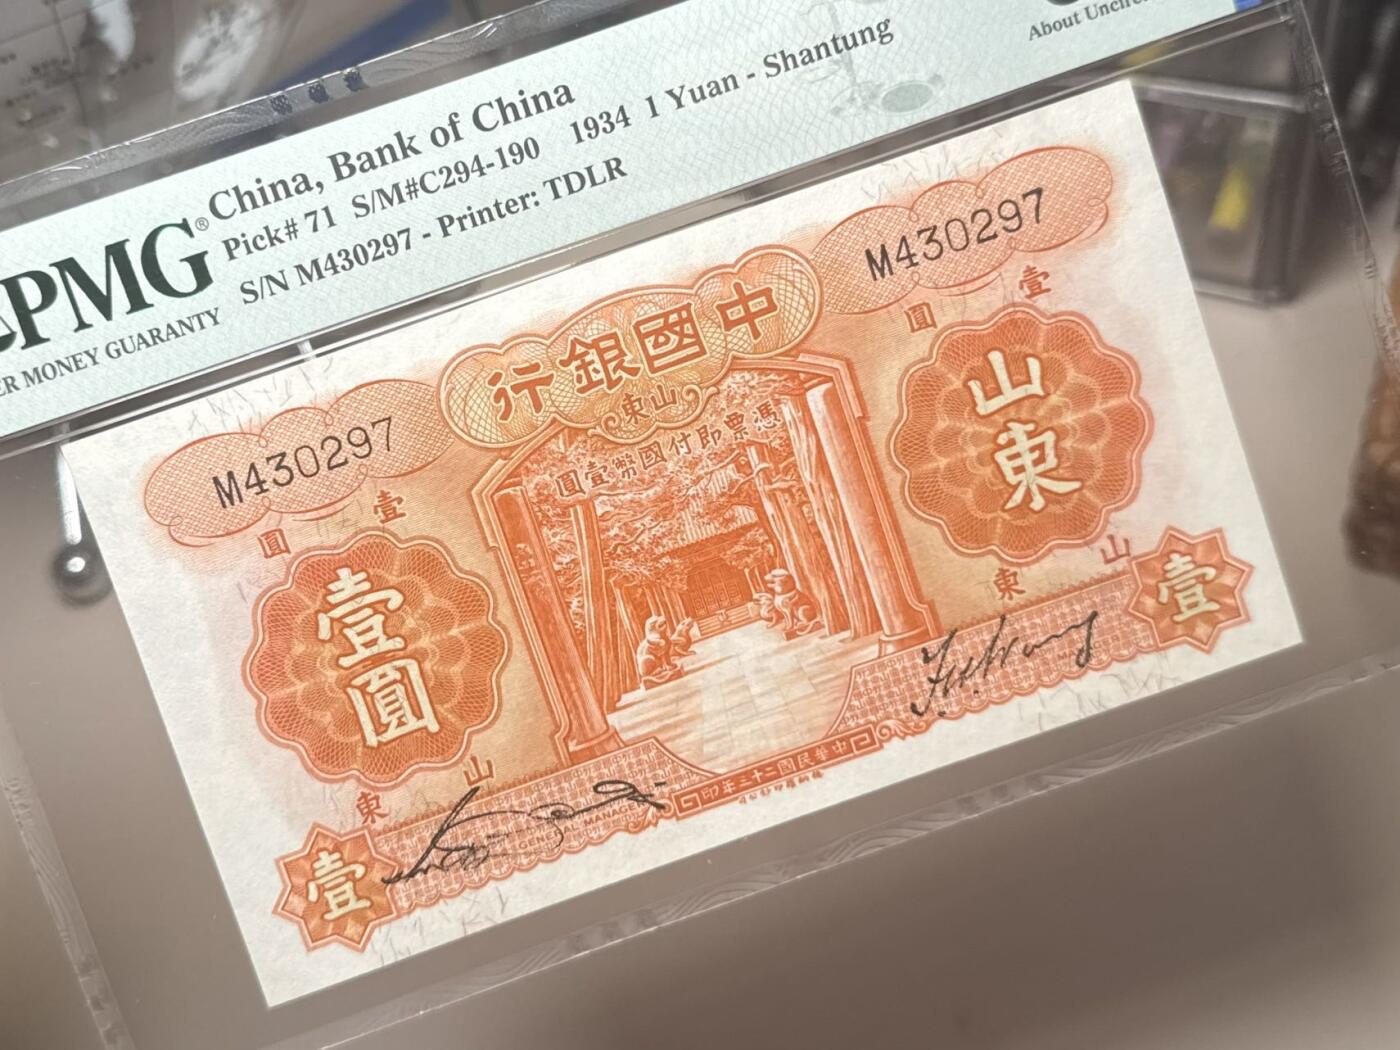 China, Bank of China
Pick# 71 S/M#C294-190 1934 1 Yuan - Shantung
S/N M430297 - Printer: TDLR
About
PMG®
MONEY GUARANTY
M430297
行銀國中
東山
圓壹幣國付即票憑
M430297
圓壹
圓壹
壹圓
山東
東山
東山
壹
壹
GENERAL MANAGER
印年三十二國民華中